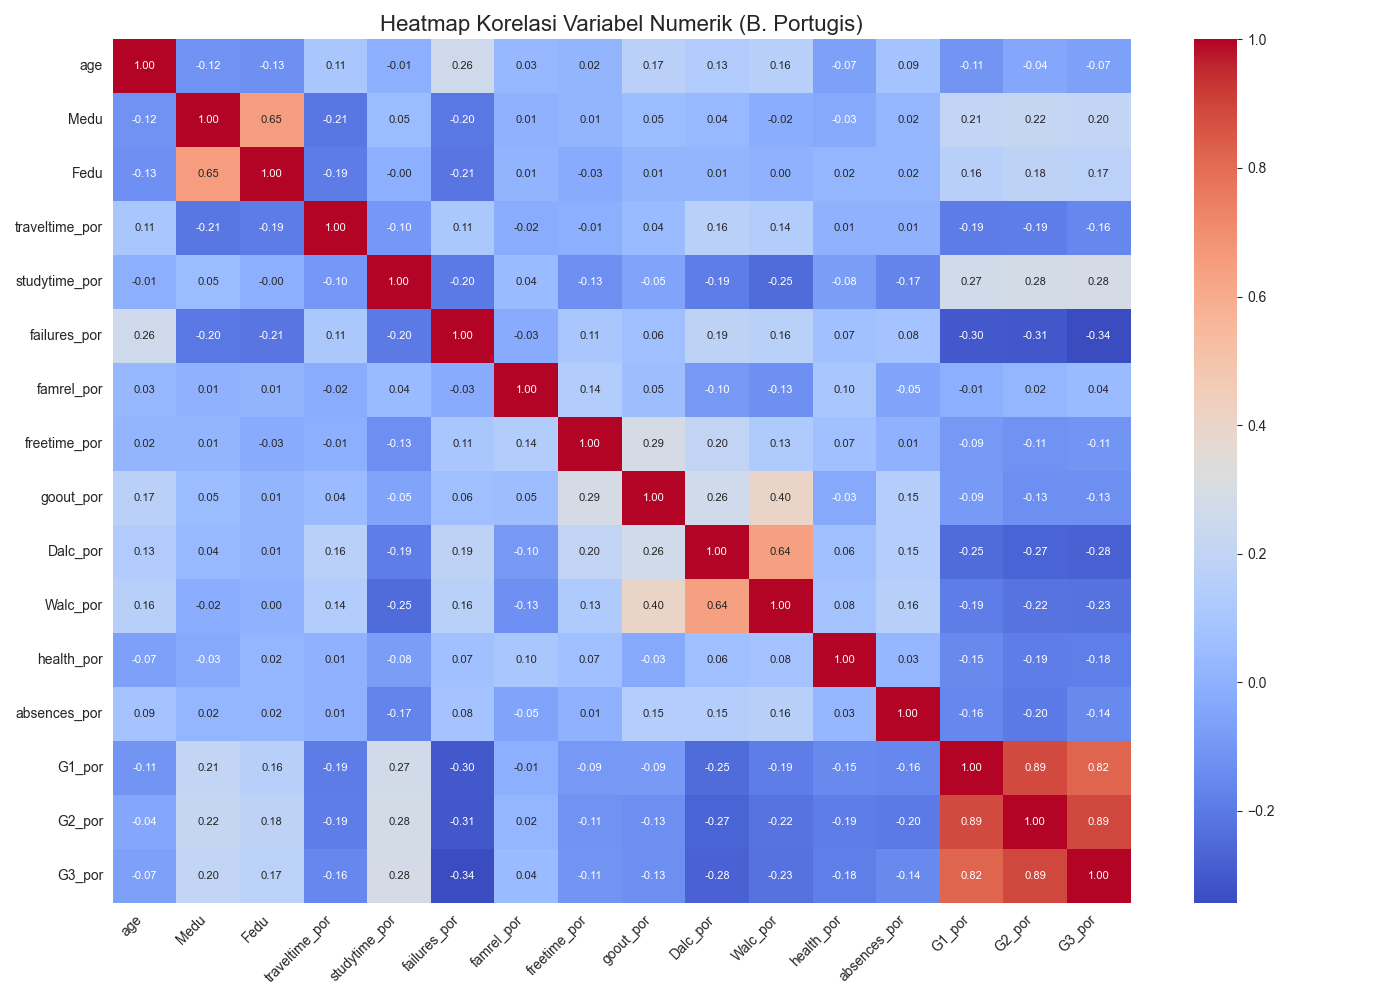 Heatmap Korelasi Variabel Numerik (B. Portugis)
age 1.00 -0.12 -0.13 0.11 -0.01 0.26 0.03 0.02 0.17 0.13 0.16 -0.07 0.09 -0.11 -0.04 -0.07
Medu -0.12 1.00 0.65 -0.21 0.05 -0.20 0.01 0.01 0.05 0.04 -0.02 -0.03 0.02 0.21 0.22 0.20
Fedu -0.13 0.65 1.00 -0.19 -0.00 -0.21 0.01 -0.03 0.01 0.01 0.00 0.02 0.02 0.16 0.18 0.17
traveltime_por 0.11 -0.21 -0.19 1.00 -0.10 0.11 -0.02 -0.01 0.04 0.16 0.14 0.01 0.01 -0.19 -0.19 -0.16
studytime_por -0.01 0.05 -0.00 -0.10 1.00 -0.20 0.04 -0.13 -0.05 -0.19 -0.25 -0.08 -0.17 0.27 0.28 0.28
failures_por 0.26 -0.20 -0.21 0.11 -0.20 1.00 -0.03 0.11 0.06 0.19 0.16 0.07 0.08 -0.30 -0.31 -0.34
famrel_por 0.03 0.01 0.01 -0.02 0.04 -0.03 1.00 0.14 0.05 -0.10 -0.13 0.10 -0.05 -0.01 0.02 0.04
freetime_por 0.02 0.01 -0.03 -0.01 -0.13 0.11 0.14 1.00 0.29 0.20 0.13 0.07 0.01 -0.09 -0.11 -0.11
goout_por 0.17 0.05 0.01 0.04 -0.05 0.06 0.05 0.29 1.00 0.26 0.40 -0.03 0.15 -0.09 -0.13 -0.13
Dalc_por 0.13 0.04 0.01 0.16 -0.19 0.19 -0.10 0.20 0.26 1.00 0.64 0.06 0.15 -0.25 -0.27 -0.28
Walc_por 0.16 -0.02 0.00 0.14 -0.25 0.16 -0.13 0.13 0.40 0.64 1.00 0.08 0.16 -0.19 -0.22 -0.23
health_por -0.07 -0.03 0.02 0.01 -0.08 0.07 0.10 0.07 -0.03 0.06 0.08 1.00 0.03 -0.15 -0.19 -0.18
absences_por 0.09 0.02 0.02 0.01 -0.17 0.08 -0.05 0.01 0.15 0.15 0.16 0.03 1.00 -0.16 -0.20 -0.14
G1_por -0.11 0.21 0.16 -0.19 0.27 -0.30 -0.01 -0.09 -0.09 -0.25 -0.19 -0.15 -0.16 1.00 0.89 0.82
G2_por -0.04 0.22 0.18 -0.19 0.28 -0.31 0.02 -0.11 -0.13 -0.27 -0.22 -0.19 -0.20 0.89 1.00 0.89
G3_por -0.07 0.20 0.17 -0.16 0.28 -0.34 0.04 -0.11 -0.13 -0.28 -0.23 -0.18 -0.14 0.82 0.89 1.00
age Medu Fedu traveltime_por studytime_por failures_por famrel_por freetime_por goout_por Dalc_por Walc_por health_por absences_por G1_por G2_por G3_por
1.0
0.8
0.6
0.4
0.2
0.0
−0.2